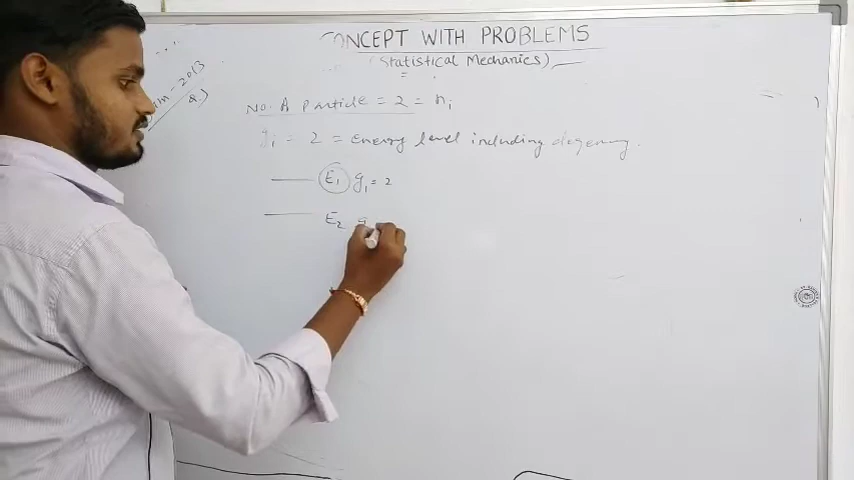 CONCEPT WITH PROBLEMS
(Statistical Mechanics)
2013
Q.)
No. A particle = 2 = ni
gi = 2 = energy level including degeneracy.
E1 g1 = 2
E2 g